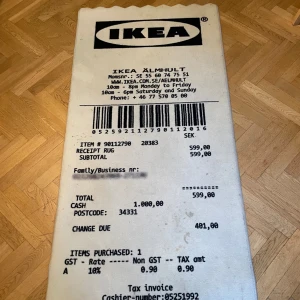 IKEA
IKEA ÄLMHULT
Momsnr.: SE 55 60 74 75 51
WWW.IKEA.COM.SE/AELMHULT
10am - 8pm Monday to Friday
10am - 6pm Saturday and Sunday
Phone: + 46 77 570 05 00
052592112790112016
SEK
ITEM # 90112790 20383
RECEIPT RUG 599,00
SUBTOTAL 599,00
Family/Business nr:
TOTAL 599,00
CASH 1.000,00
POSTCODE: 34331
CHANGE DUE 401,00
ITEMS PURCHASED: 1
GST - Rate ----- Non GST -- TAX amt
A 10% 0.90 0.90
Tax invoice
Cashier-number:05251992